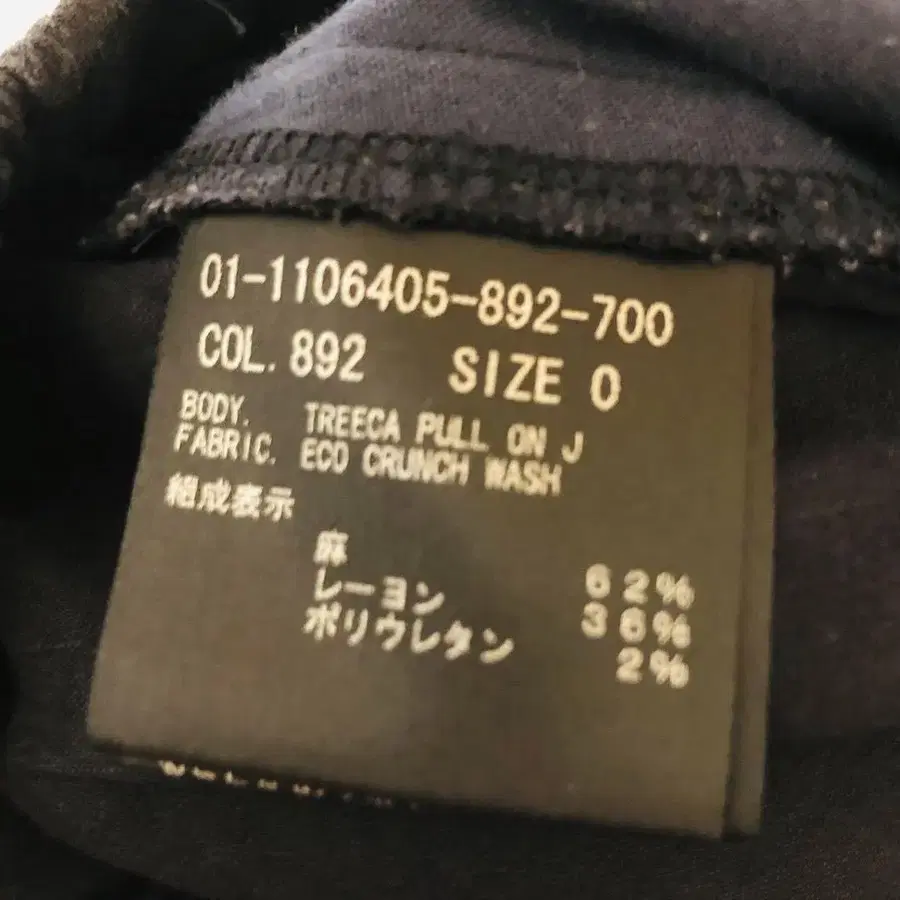 01-1106405-892-700
COL. 892 SIZE 0
BODY. TREECA PULL ON J
FABRIC. ECO CRUNCH WASH
組成表示
麻 62%
レーヨン 36%
ポリウレタン 2%